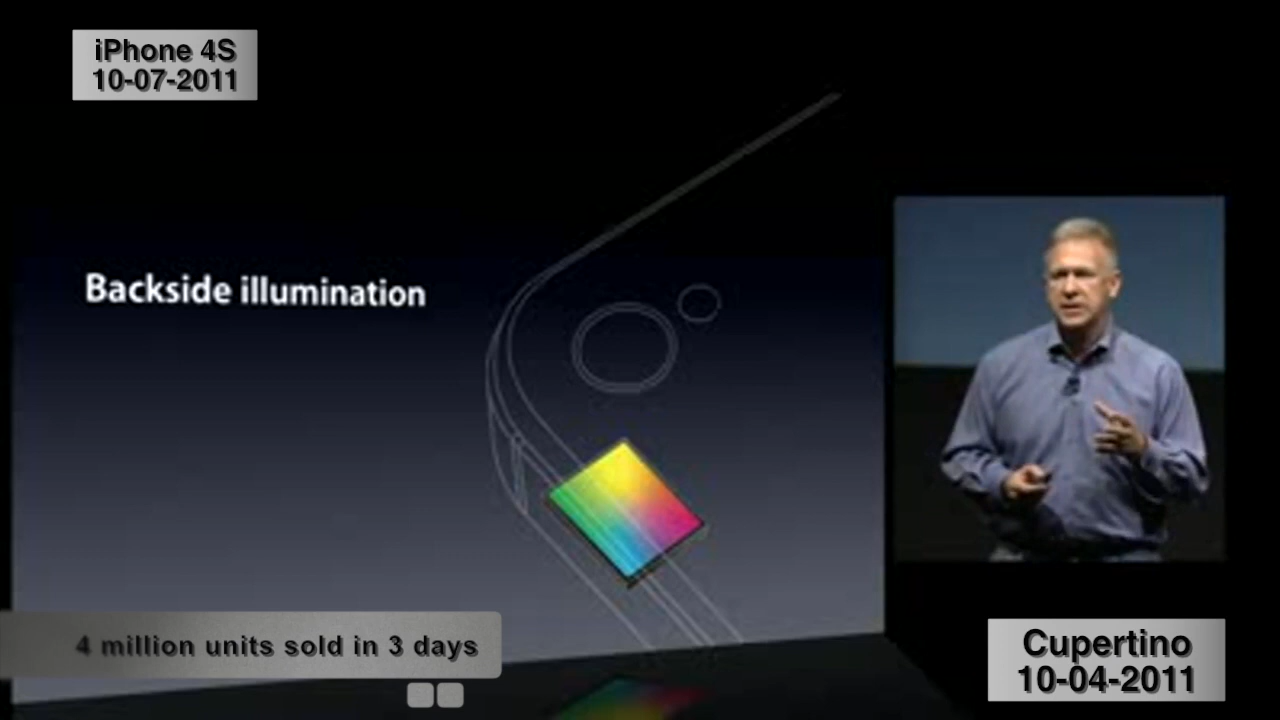 iPhone 4S
10-07-2011
Backside illumination
4 million units sold in 3 days
Cupertino
10-04-2011